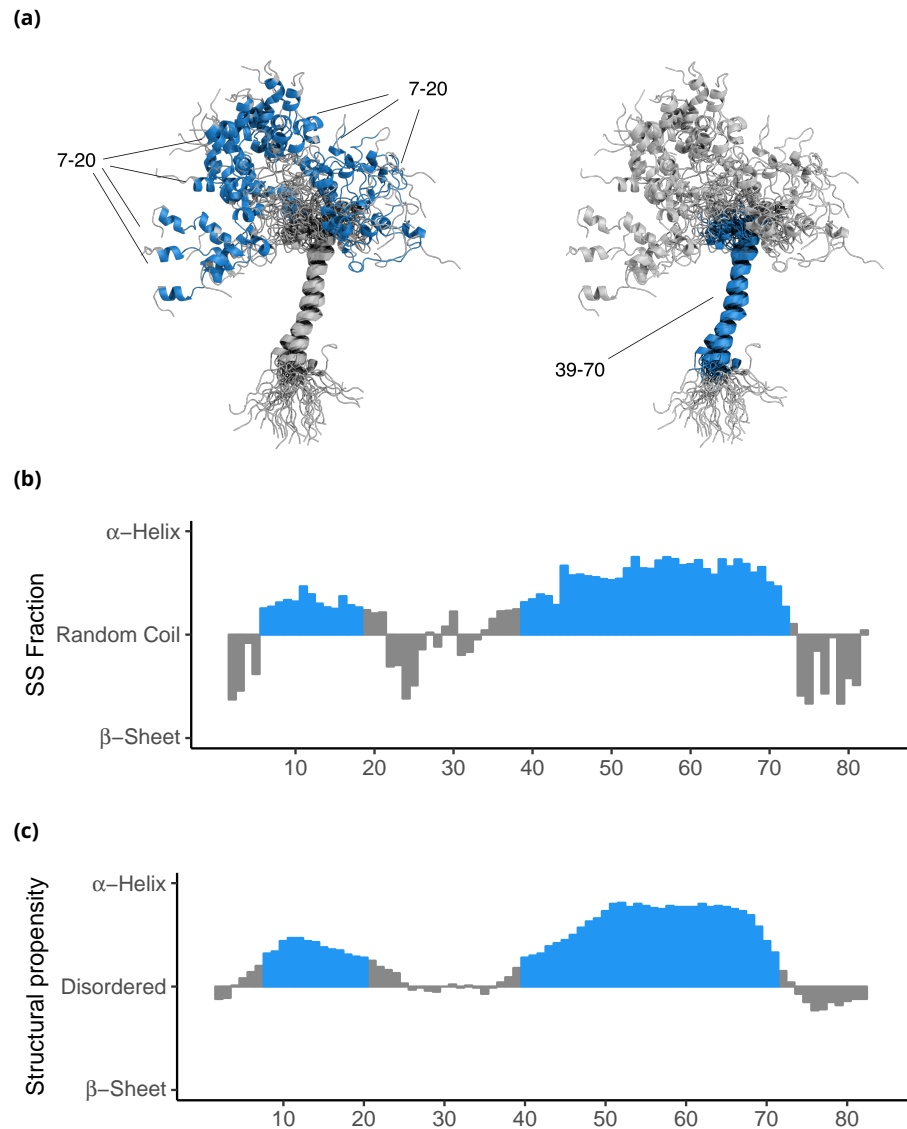 (a)
7-20
7-20
39-70
(b)
SS Fraction
α−Helix
Random Coil
β−Sheet
10 20 30 40 50 60 70 80
(c)
Structural propensity
α−Helix
Disordered
β−Sheet
10 20 30 40 50 60 70 80